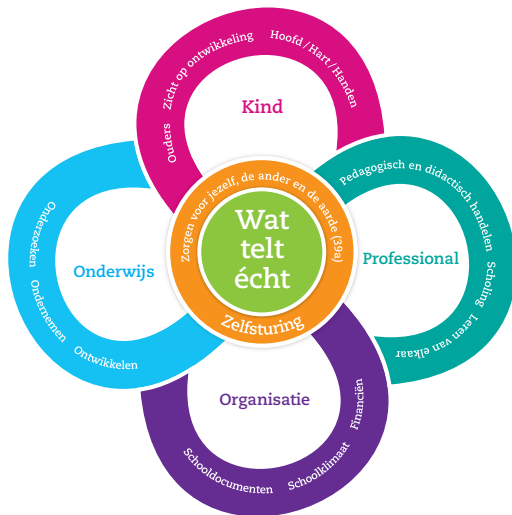 Ouders
Zicht op ontwikkeling
Hoofd/Hart/Handen
Kind
Pedagogisch en didactisch handelen
Scholing
Leren van elkaar
Professional
Zorgen voor jezelf, de ander en de aarde (39a)
Wat
telt
écht
Zelfsturing
Onderzoeken
Ondernemen
Ontwikkelen
Onderwijs
Organisatie
Schooldocumenten
Schoolklimaat
Financiën